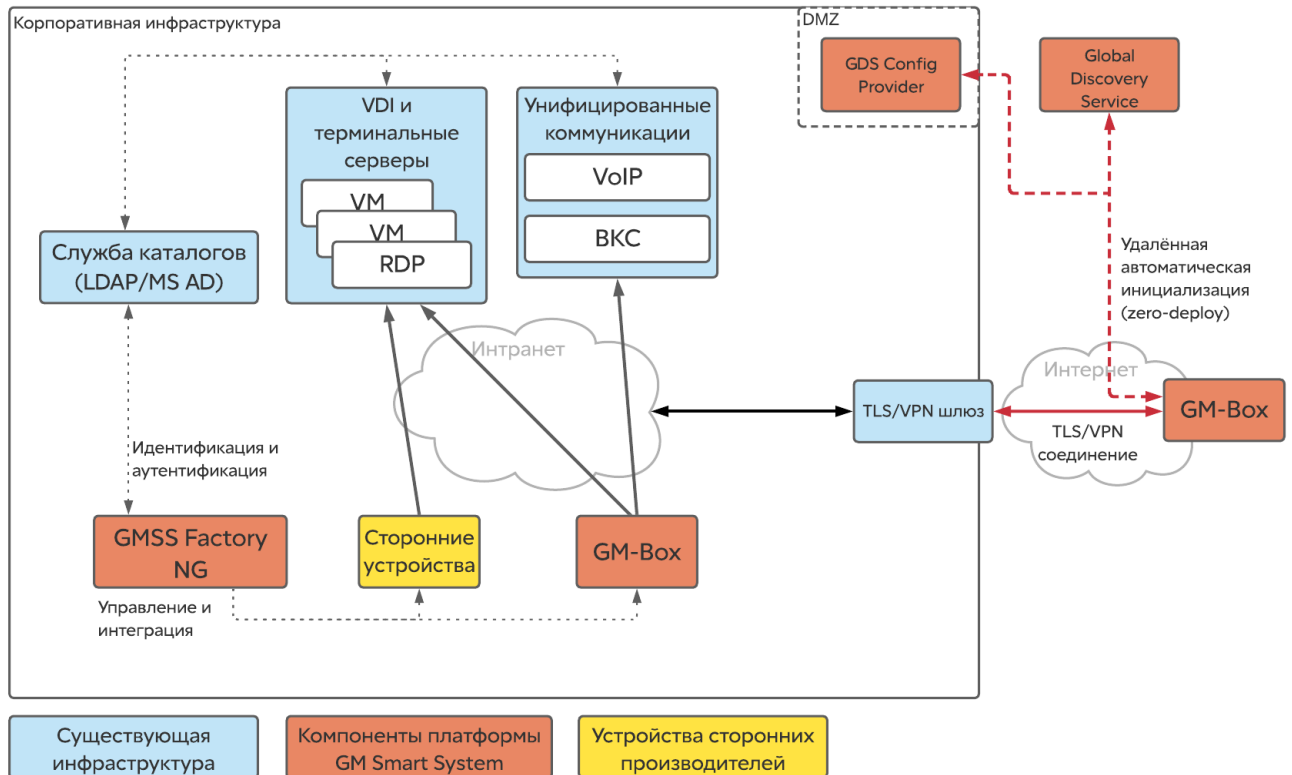 Корпоративная инфраструктура
DMZ
GDS Config
Provider
Global
Discovery
Service
VDI и
терминальные
серверы
VM
VM
RDP
Унифицированные
коммуникации
VoIP
ВКС
Служба каталогов
(LDAP/MS AD)
Удалённая
автоматическая
инициализация
(zero-deploy)
Интранет
Интернет
TLS/VPN шлюз
GM-Box
TLS/VPN
соединение
Идентификация и
аутентификация
GMSS Factory
NG
Сторонние
устройства
GM-Box
Управление и
интеграция
Существующая
инфраструктура
Компоненты платформы
GM Smart System
Устройства сторонних
производителей